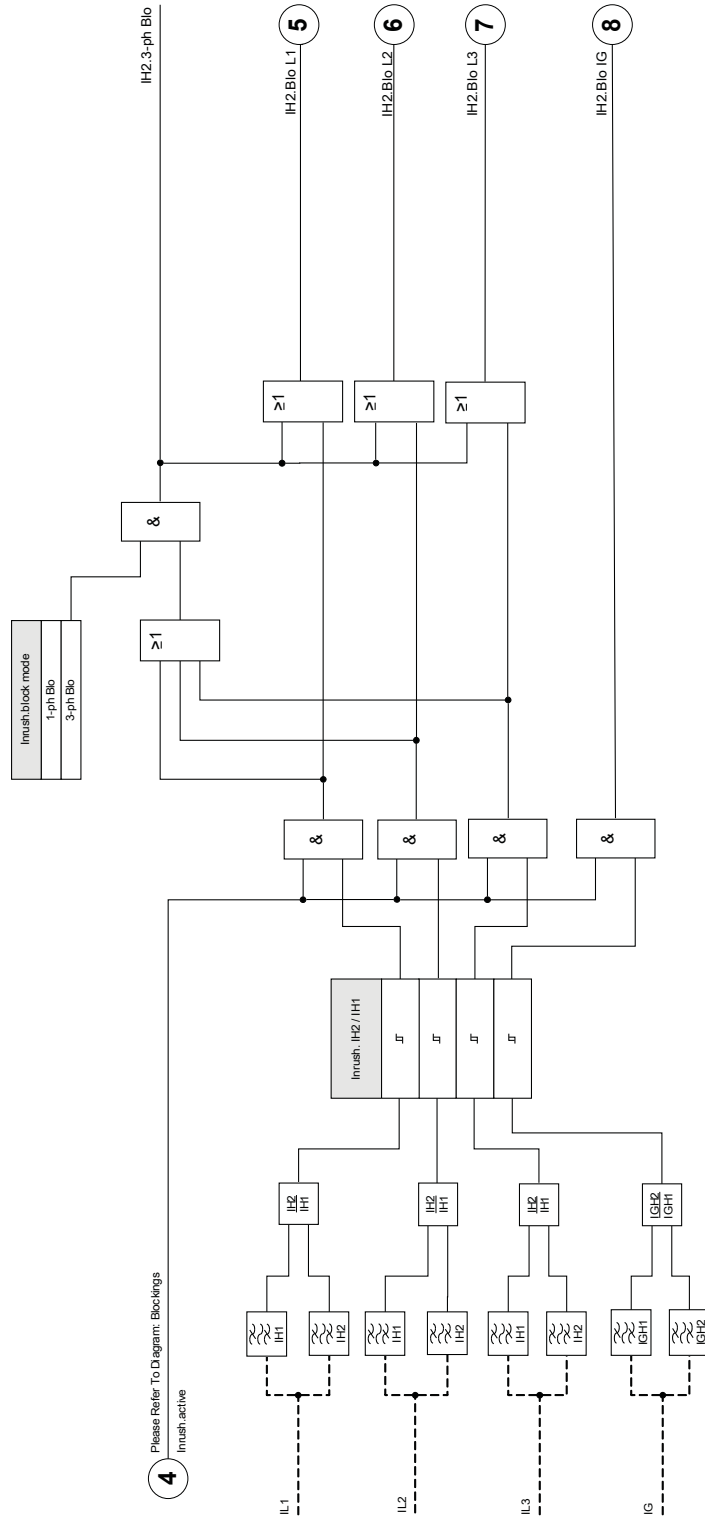 Inrush.block mode
1-ph Blo
3-ph Blo
IH2.3-ph Blo
4
Please Refer To Diagram: Blockings
Inrush.active
≥1
&
Inrush. IH2 / IH1
IL1
IH1
IH2
IH2
IH1
&
≥1
IH2.Blo L1
5
IL2
IH1
IH2
IH2
IH1
&
≥1
IH2.Blo L2
6
IL3
IH1
IH2
IH2
IH1
&
≥1
IH2.Blo L3
7
IG
IGH1
IGH2
IGH2
IGH1
&
IH2.Blo IG
8